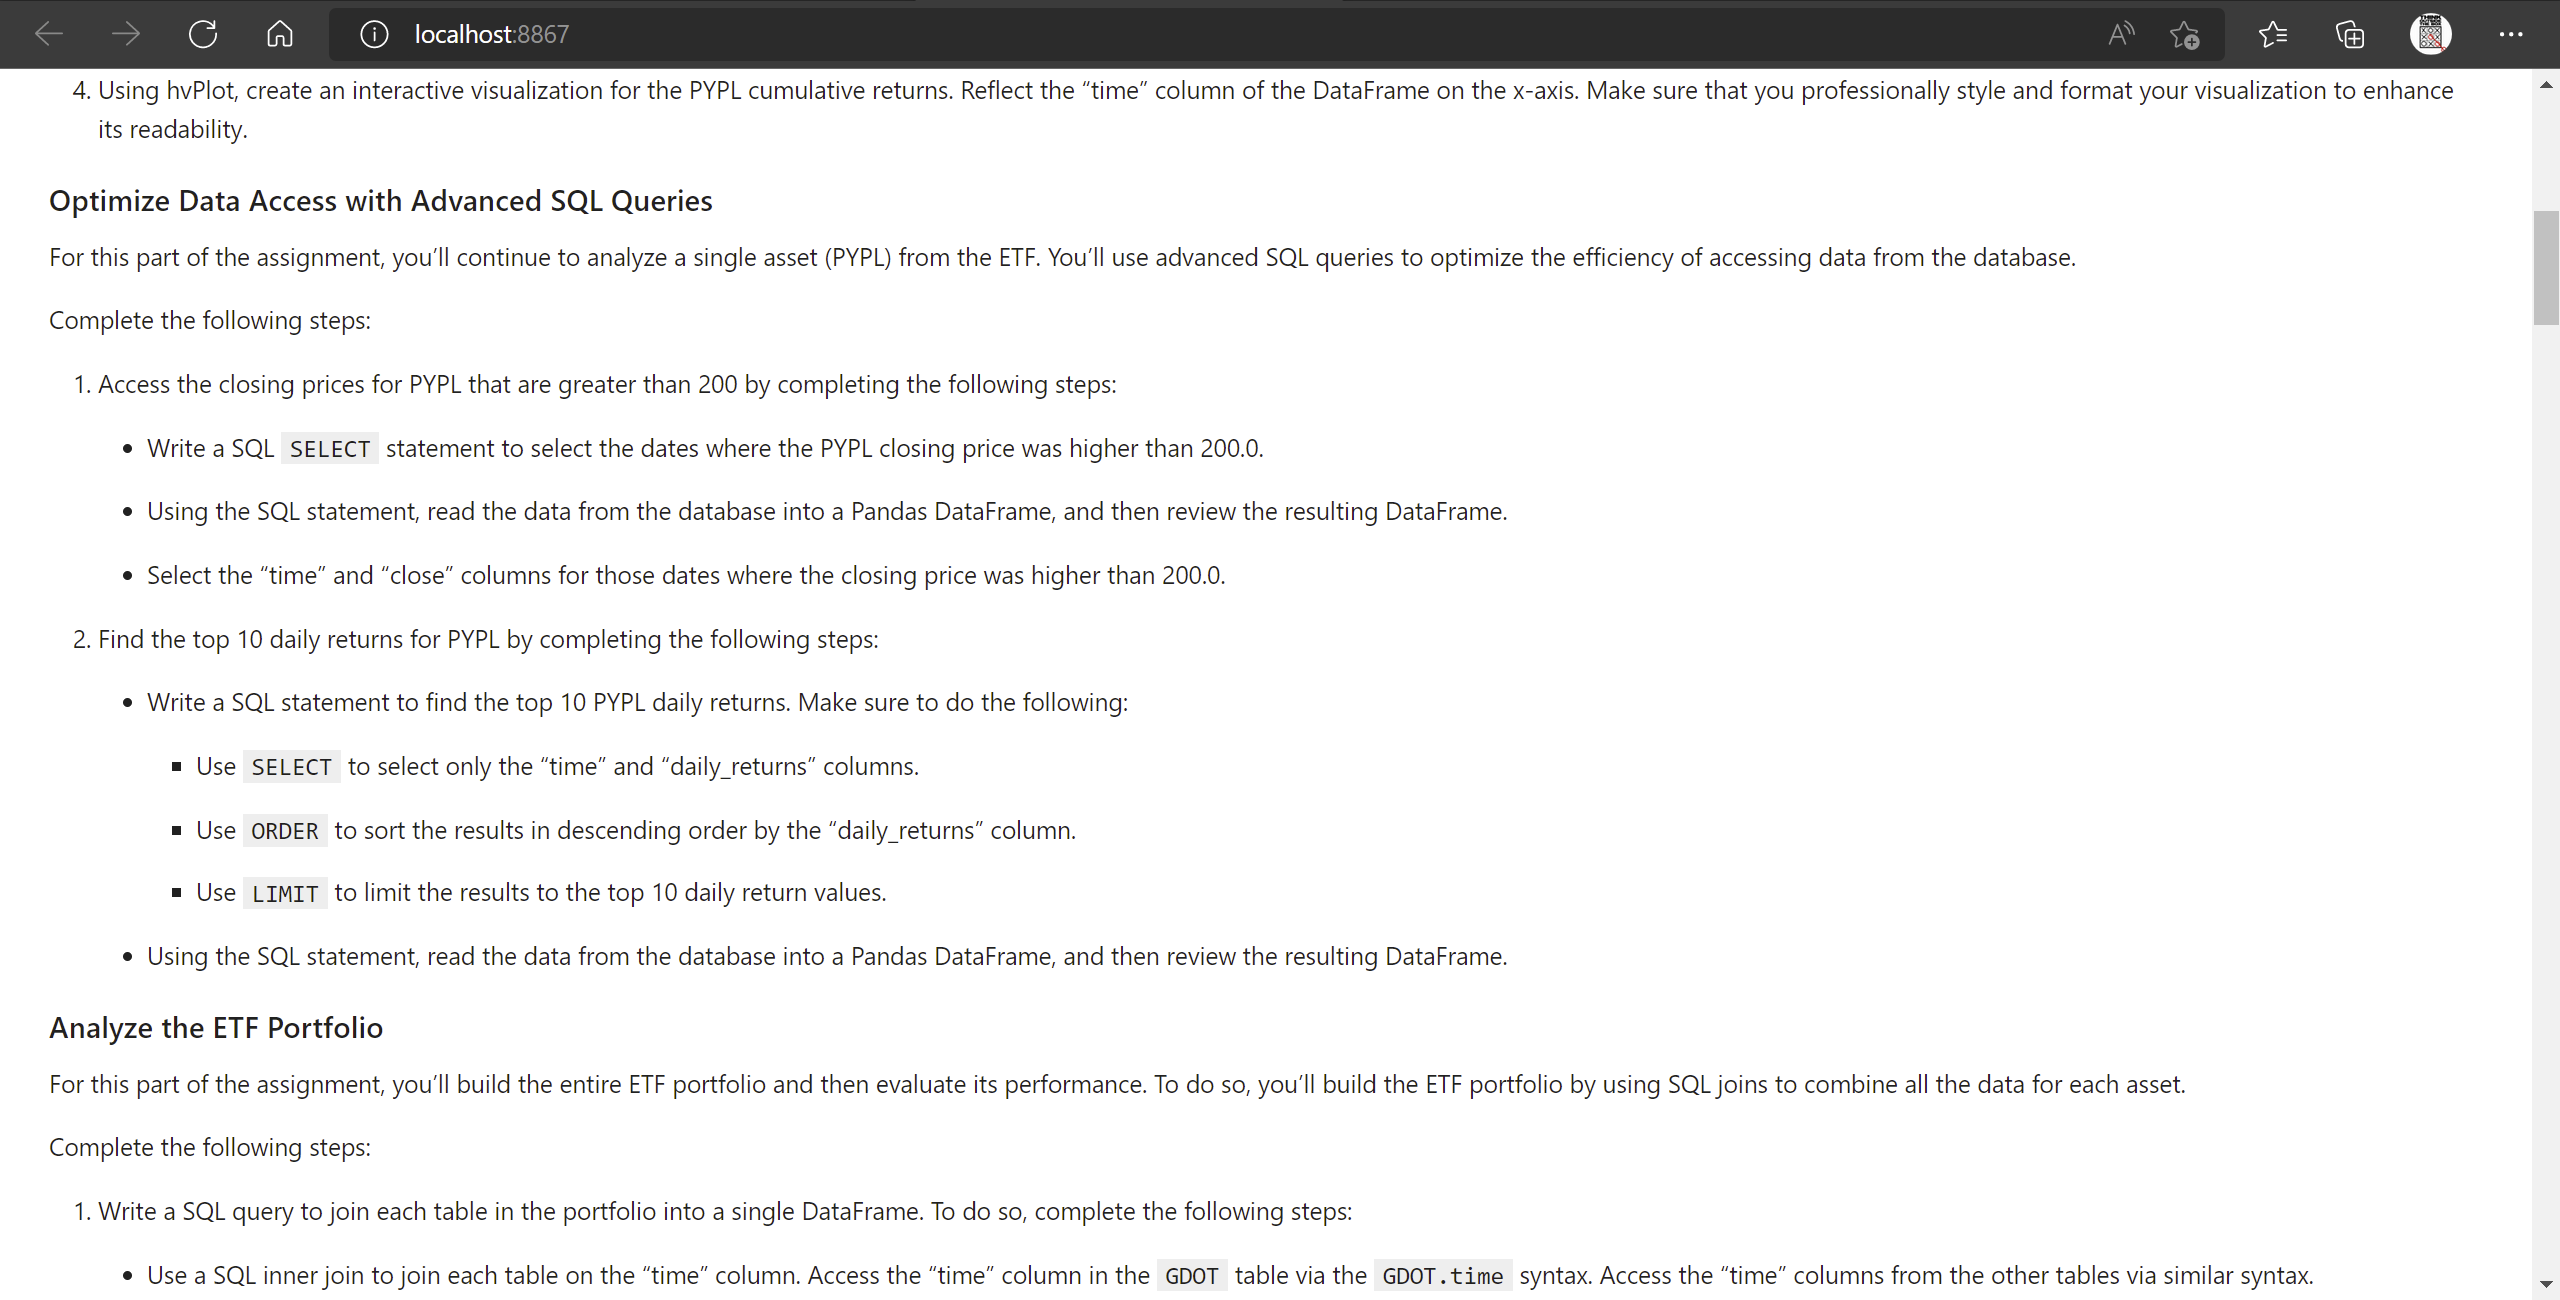 localhost:8867
4. Using hvPlot, create an interactive visualization for the PYPL cumulative returns. Reflect the “time” column of the DataFrame on the x-axis. Make sure that you professionally style and format your visualization to enhance
its readability.
Optimize Data Access with Advanced SQL Queries
For this part of the assignment, you’ll continue to analyze a single asset (PYPL) from the ETF. You’ll use advanced SQL queries to optimize the efficiency of accessing data from the database.
Complete the following steps:
1. Access the closing prices for PYPL that are greater than 200 by completing the following steps:
• Write a SQL SELECT statement to select the dates where the PYPL closing price was higher than 200.0.
• Using the SQL statement, read the data from the database into a Pandas DataFrame, and then review the resulting DataFrame.
• Select the “time” and “close” columns for those dates where the closing price was higher than 200.0.
2. Find the top 10 daily returns for PYPL by completing the following steps:
• Write a SQL statement to find the top 10 PYPL daily returns. Make sure to do the following:
▪ Use SELECT to select only the “time” and “daily_returns” columns.
▪ Use ORDER to sort the results in descending order by the “daily_returns” column.
▪ Use LIMIT to limit the results to the top 10 daily return values.
• Using the SQL statement, read the data from the database into a Pandas DataFrame, and then review the resulting DataFrame.
Analyze the ETF Portfolio
For this part of the assignment, you’ll build the entire ETF portfolio and then evaluate its performance. To do so, you’ll build the ETF portfolio by using SQL joins to combine all the data for each asset.
Complete the following steps:
1. Write a SQL query to join each table in the portfolio into a single DataFrame. To do so, complete the following steps:
• Use a SQL inner join to join each table on the “time” column. Access the “time” column in the GDOT table via the GDOT.time syntax. Access the “time” columns from the other tables via similar syntax.